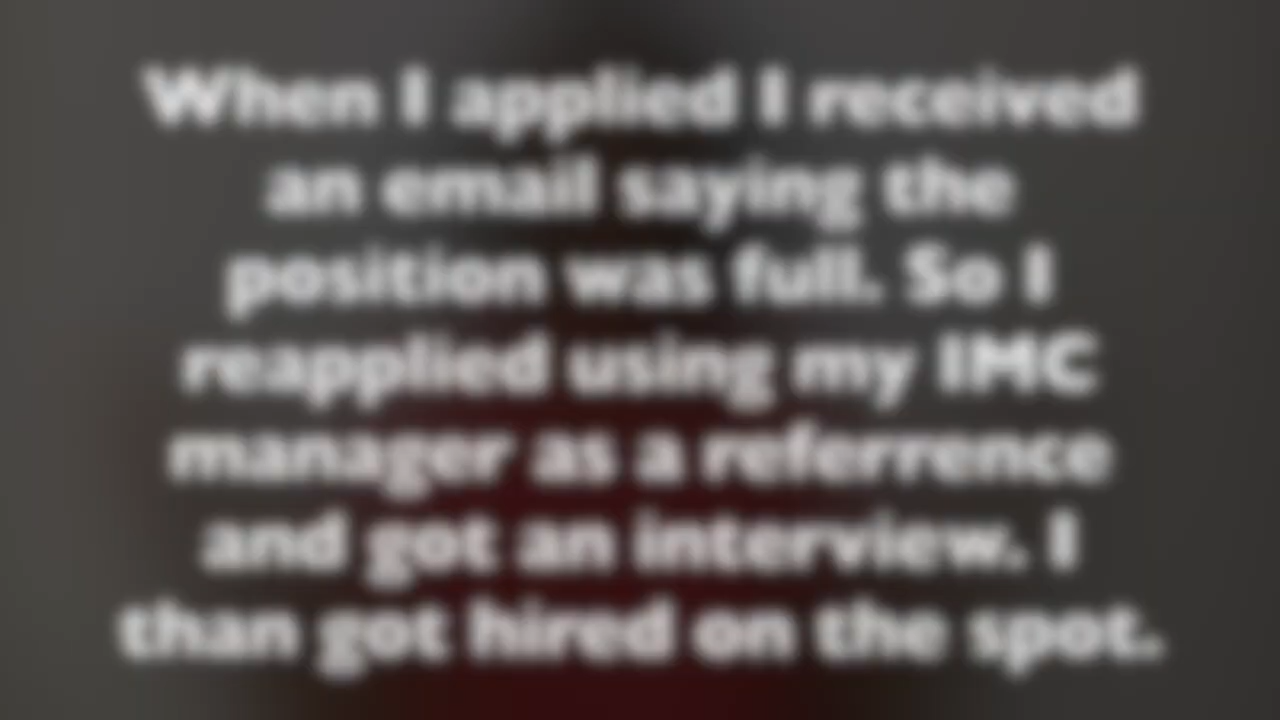 When I applied I received
an email saying the
position was full. So I
reapplied using my IMC
manager as a referrence
and got an interview. I
than got hired on the spot.